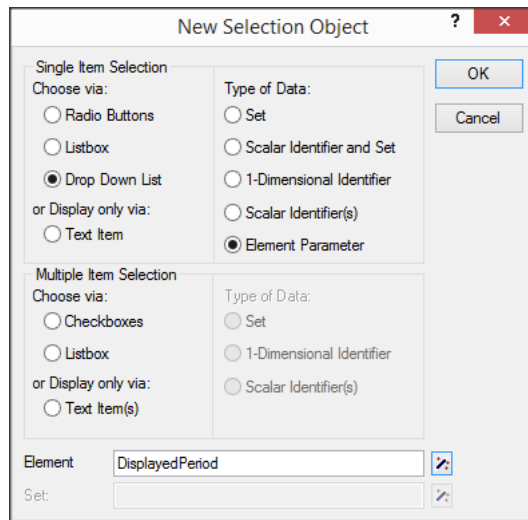 New Selection Object
?
Single Item Selection
Choose via:
Radio Buttons
Listbox
Drop Down List
or Display only via:
Text Item
Type of Data:
Set
Scalar Identifier and Set
1-Dimensional Identifier
Scalar Identifier(s)
Element Parameter
OK
Cancel
Multiple Item Selection
Choose via:
Checkboxes
Listbox
or Display only via:
Text Item(s)
Type of Data:
Set
1-Dimensional Identifier
Scalar Identifier(s)
Element DisplayedPeriod
Set: